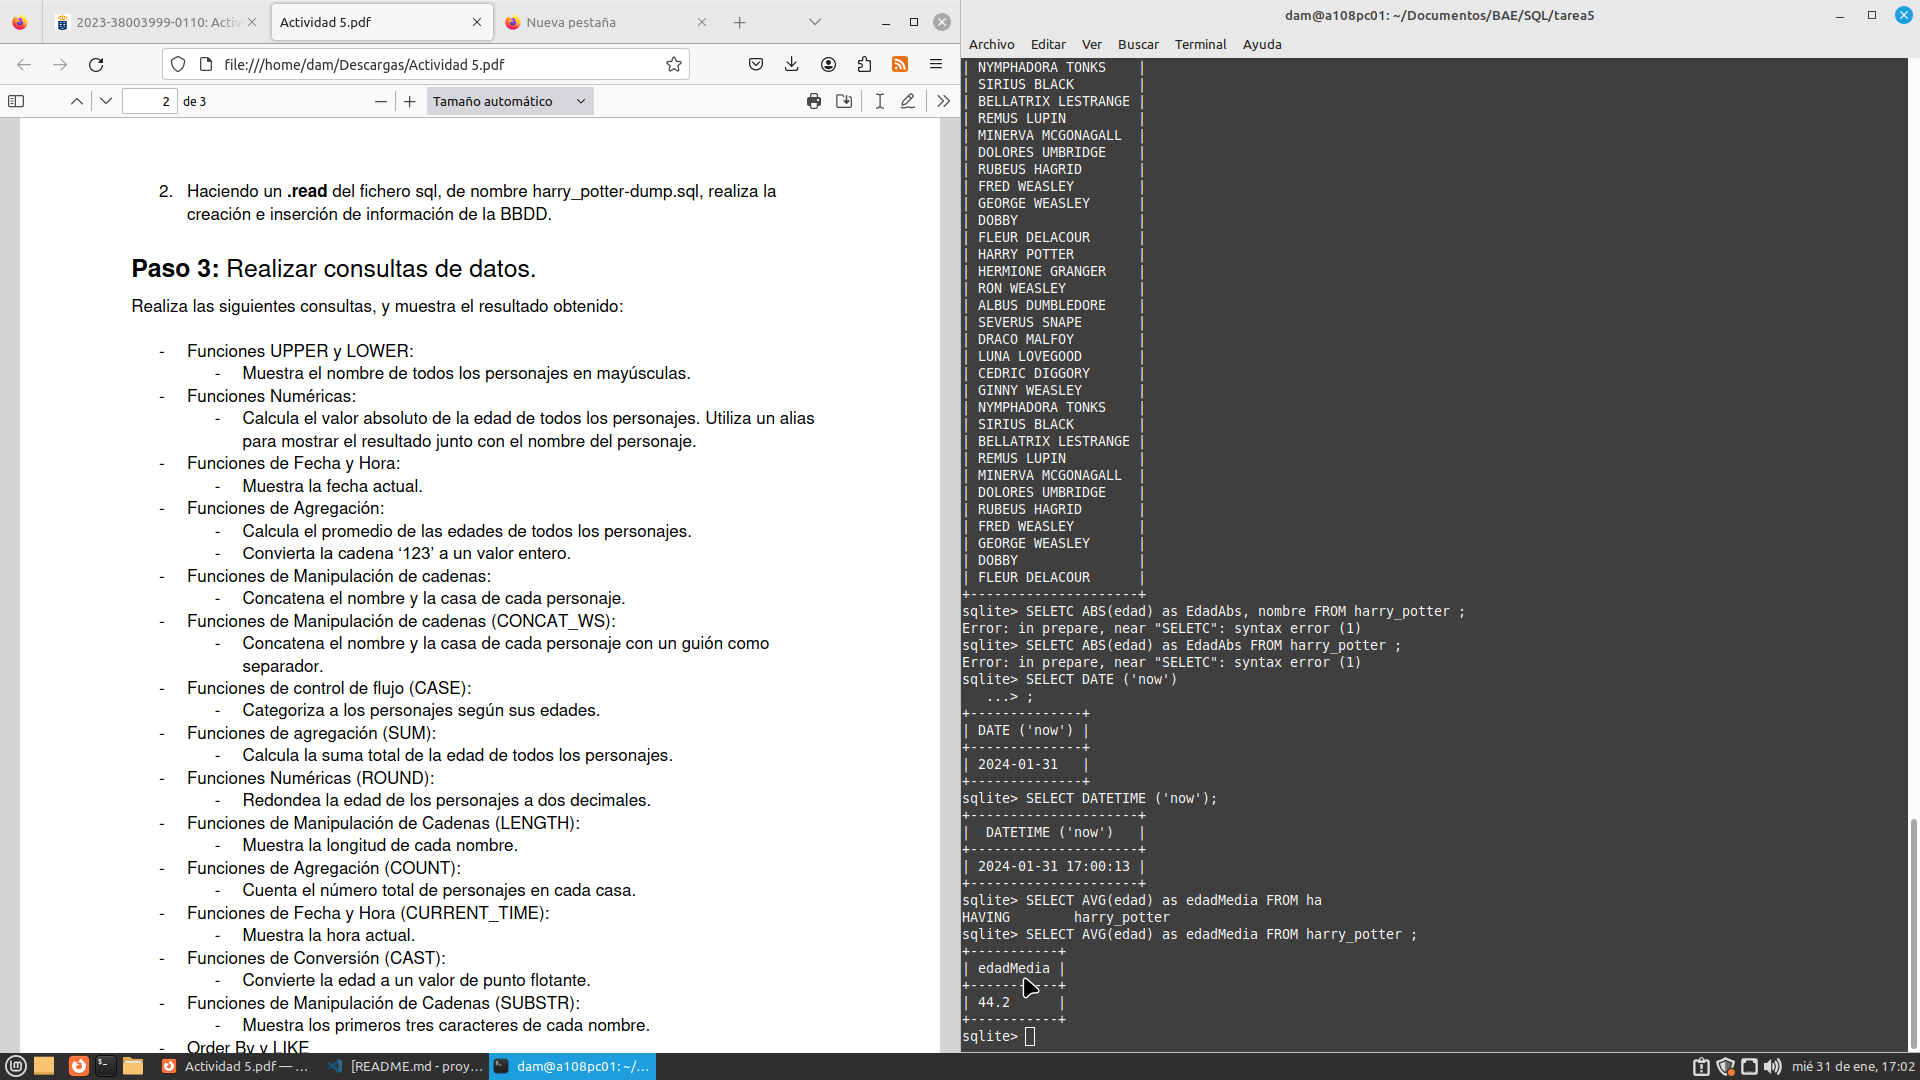 2023-38003999-0110: Activ
Actividad 5.pdf
Nueva pestaña
file:///home/dam/Descargas/Actividad 5.pdf
2
de 3
Tamaño automático
2. Haciendo un .read del fichero sql, de nombre harry_potter-dump.sql, realiza la
creación e inserción de información de la BBDD.
Paso 3: Realizar consultas de datos.
Realiza las siguientes consultas, y muestra el resultado obtenido:
- Funciones UPPER y LOWER:
- Muestra el nombre de todos los personajes en mayúsculas.
- Funciones Numéricas:
- Calcula el valor absoluto de la edad de todos los personajes. Utiliza un alias
para mostrar el resultado junto con el nombre del personaje.
- Funciones de Fecha y Hora:
- Muestra la fecha actual.
- Funciones de Agregación:
- Calcula el promedio de las edades de todos los personajes.
- Convierta la cadena ‘123’ a un valor entero.
- Funciones de Manipulación de cadenas:
- Concatena el nombre y la casa de cada personaje.
- Funciones de Manipulación de cadenas (CONCAT_WS):
- Concatena el nombre y la casa de cada personaje con un guión como
separador.
- Funciones de control de flujo (CASE):
- Categoriza a los personajes según sus edades.
- Funciones de agregación (SUM):
- Calcula la suma total de la edad de todos los personajes.
- Funciones Numéricas (ROUND):
- Redondea la edad de los personajes a dos decimales.
- Funciones de Manipulación de Cadenas (LENGTH):
- Muestra la longitud de cada nombre.
- Funciones de Agregación (COUNT):
- Cuenta el número total de personajes en cada casa.
- Funciones de Fecha y Hora (CURRENT_TIME):
- Muestra la hora actual.
- Funciones de Conversión (CAST):
- Convierte la edad a un valor de punto flotante.
- Funciones de Manipulación de Cadenas (SUBSTR):
- Muestra los primeros tres caracteres de cada nombre.
- Order By y LIKE
dam@a108pc01: ~/Documentos/BAE/SQL/tarea5
Archivo Editar Ver Buscar Terminal Ayuda
| NYMPHADORA TONKS    |
| SIRIUS BLACK        |
| BELLATRIX LESTRANGE |
| REMUS LUPIN         |
| MINERVA MCGONAGALL  |
| DOLORES UMBRIDGE    |
| RUBEUS HAGRID       |
| FRED WEASLEY        |
| GEORGE WEASLEY      |
| DOBBY               |
| FLEUR DELACOUR      |
| HARRY POTTER        |
| HERMIONE GRANGER    |
| RON WEASLEY         |
| ALBUS DUMBLEDORE    |
| SEVERUS SNAPE       |
| DRACO MALFOY        |
| LUNA LOVEGOOD       |
| CEDRIC DIGGORY      |
| GINNY WEASLEY       |
| NYMPHADORA TONKS    |
| SIRIUS BLACK        |
| BELLATRIX LESTRANGE |
| REMUS LUPIN         |
| MINERVA MCGONAGALL  |
| DOLORES UMBRIDGE    |
| RUBEUS HAGRID       |
| FRED WEASLEY        |
| GEORGE WEASLEY      |
| DOBBY               |
| FLEUR DELACOUR      |
+---------------------+
sqlite> SELETC ABS(edad) as EdadAbs, nombre FROM harry_potter ;
Error: in prepare, near "SELETC": syntax error (1)
sqlite> SELETC ABS(edad) as EdadAbs FROM harry_potter ;
Error: in prepare, near "SELETC": syntax error (1)
sqlite> SELECT DATE ('now')
   ...> ;
+--------------+
| DATE ('now') |
+--------------+
| 2024-01-31   |
+--------------+
sqlite> SELECT DATETIME ('now');
+---------------------+
|  DATETIME ('now')   |
+---------------------+
| 2024-01-31 17:00:13 |
+---------------------+
sqlite> SELECT AVG(edad) as edadMedia FROM ha
HAVING        harry_potter
sqlite> SELECT AVG(edad) as edadMedia FROM harry_potter ;
+-----------+
| edadMedia |
+-----------+
| 44.2      |
+-----------+
sqlite>
Actividad 5.pdf — ...
[README.md - proy...
dam@a108pc01: ~/...
mié 31 de ene, 17:02